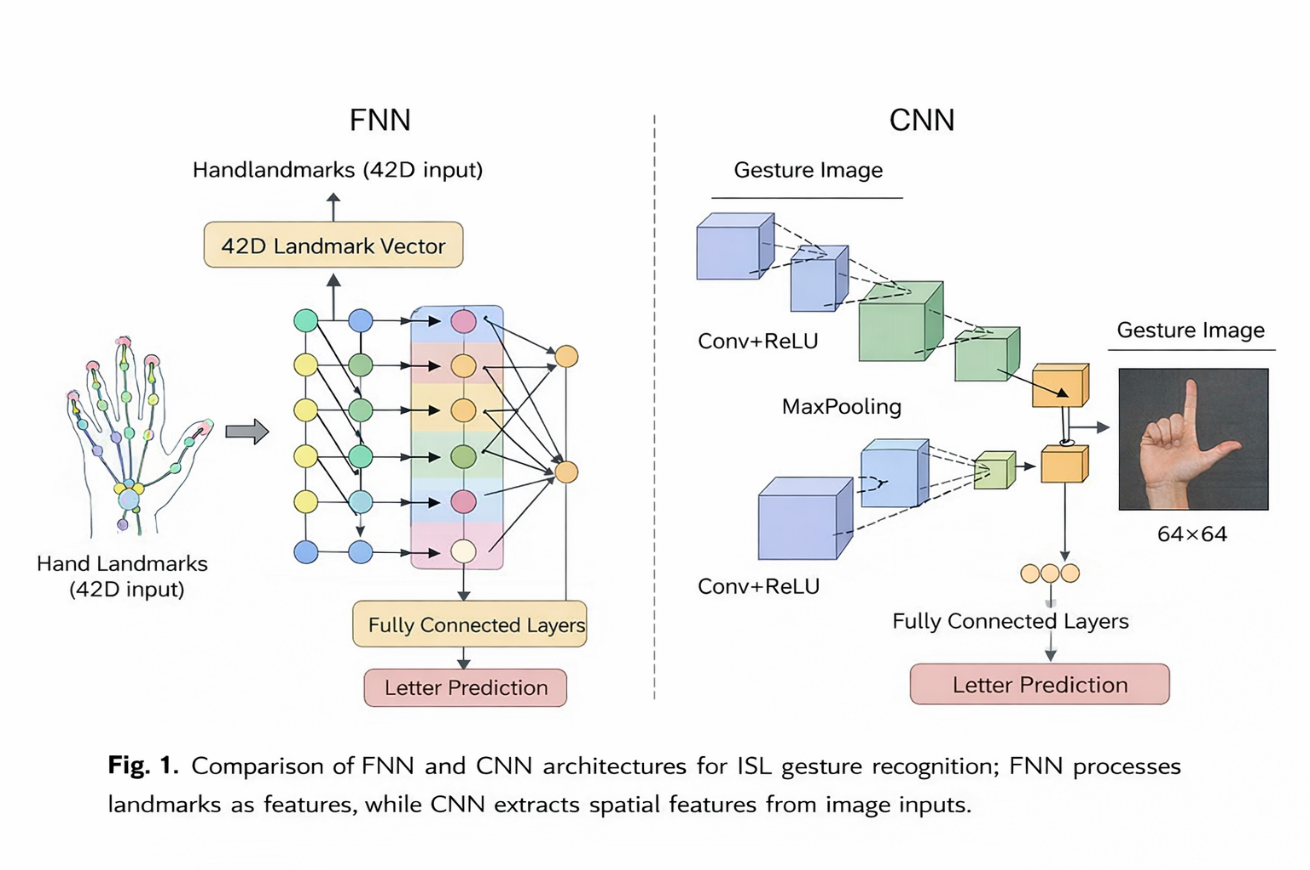 FNN
Handlandmarks (42D input)
42D Landmark Vector
Hand Landmarks
(42D input)
Fully Connected Layers
Letter Prediction
CNN
Gesture Image
Conv+ReLU
MaxPooling
Conv+ReLU
Gesture Image
64×64
Fully Connected Layers
Letter Prediction
Fig. 1. Comparison of FNN and CNN architectures for ISL gesture recognition; FNN processes
landmarks as features, while CNN extracts spatial features from image inputs.